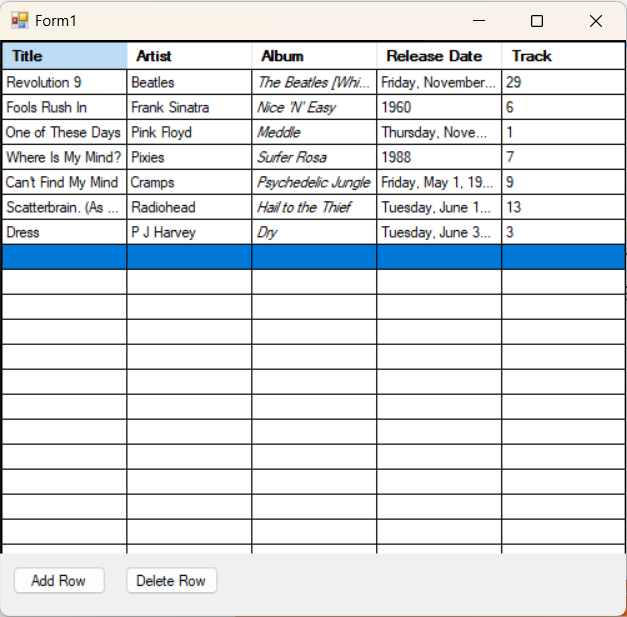 Form1
Title Artist Album Release Date Track
Revolution 9 Beatles The Beatles [Whi... Friday, November... 29
Fools Rush In Frank Sinatra Nice 'N' Easy 1960 6
One of These Days Pink Floyd Meddle Thursday, Nove... 1
Where Is My Mind? Pixies Surfer Rosa 1988 7
Can't Find My Mind Cramps Psychedelic Jungle Friday, May 1, 19... 9
Scatterbrain. (As ... Radiohead Hail to the Thief Tuesday, June 1... 13
Dress P J Harvey Dry Tuesday, June 3... 3
Add Row Delete Row